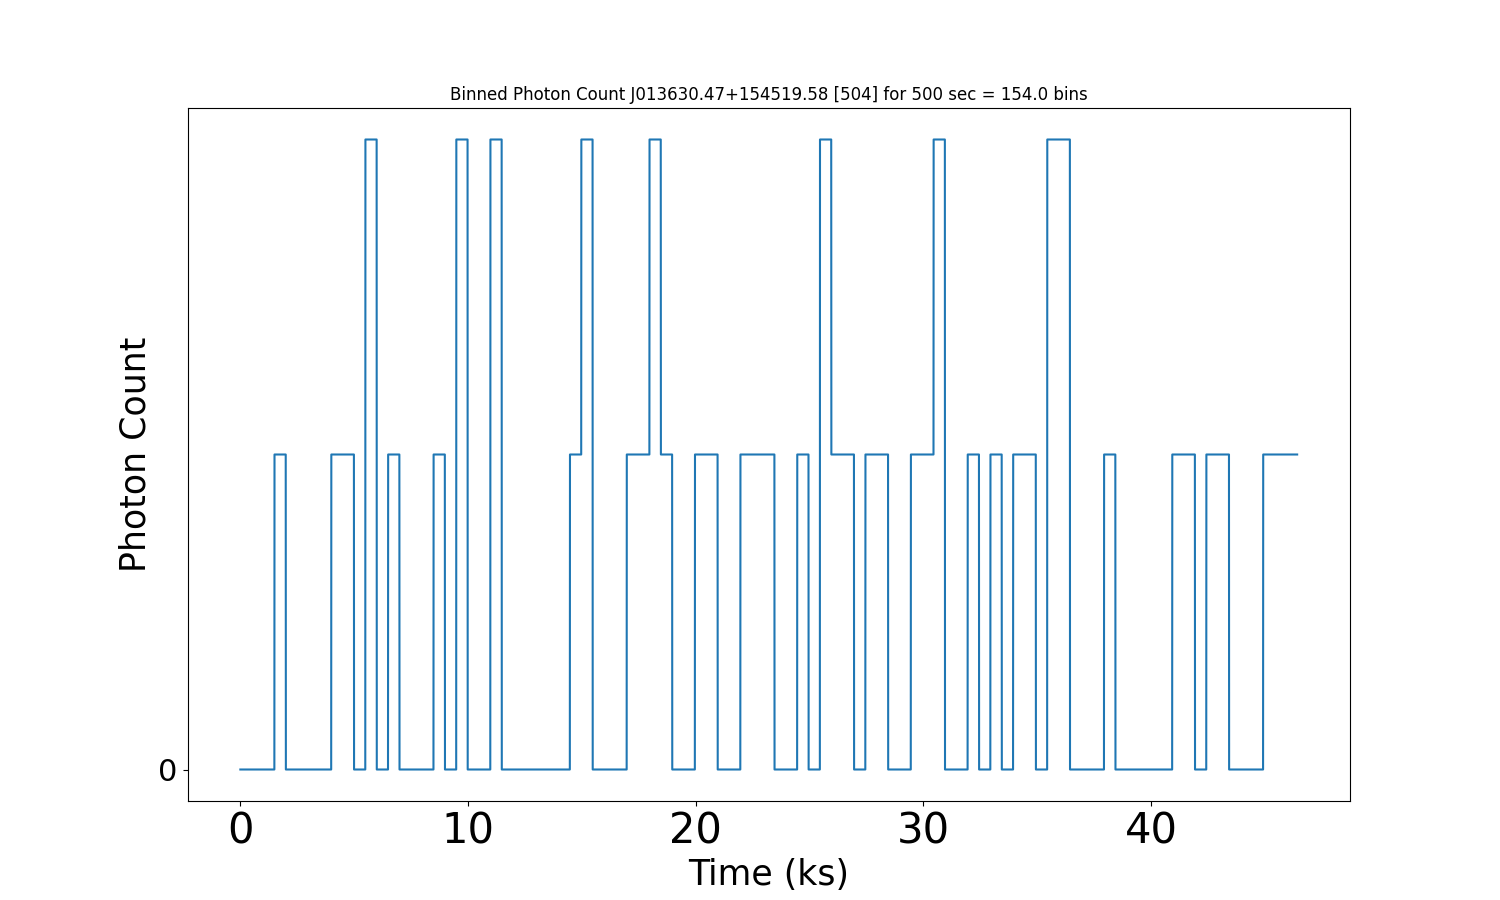 Binned Photon Count J013630.47+154519.58 [504] for 500 sec = 154.0 bins
Photon Count
0
0 10 20 30 40
Time (ks)